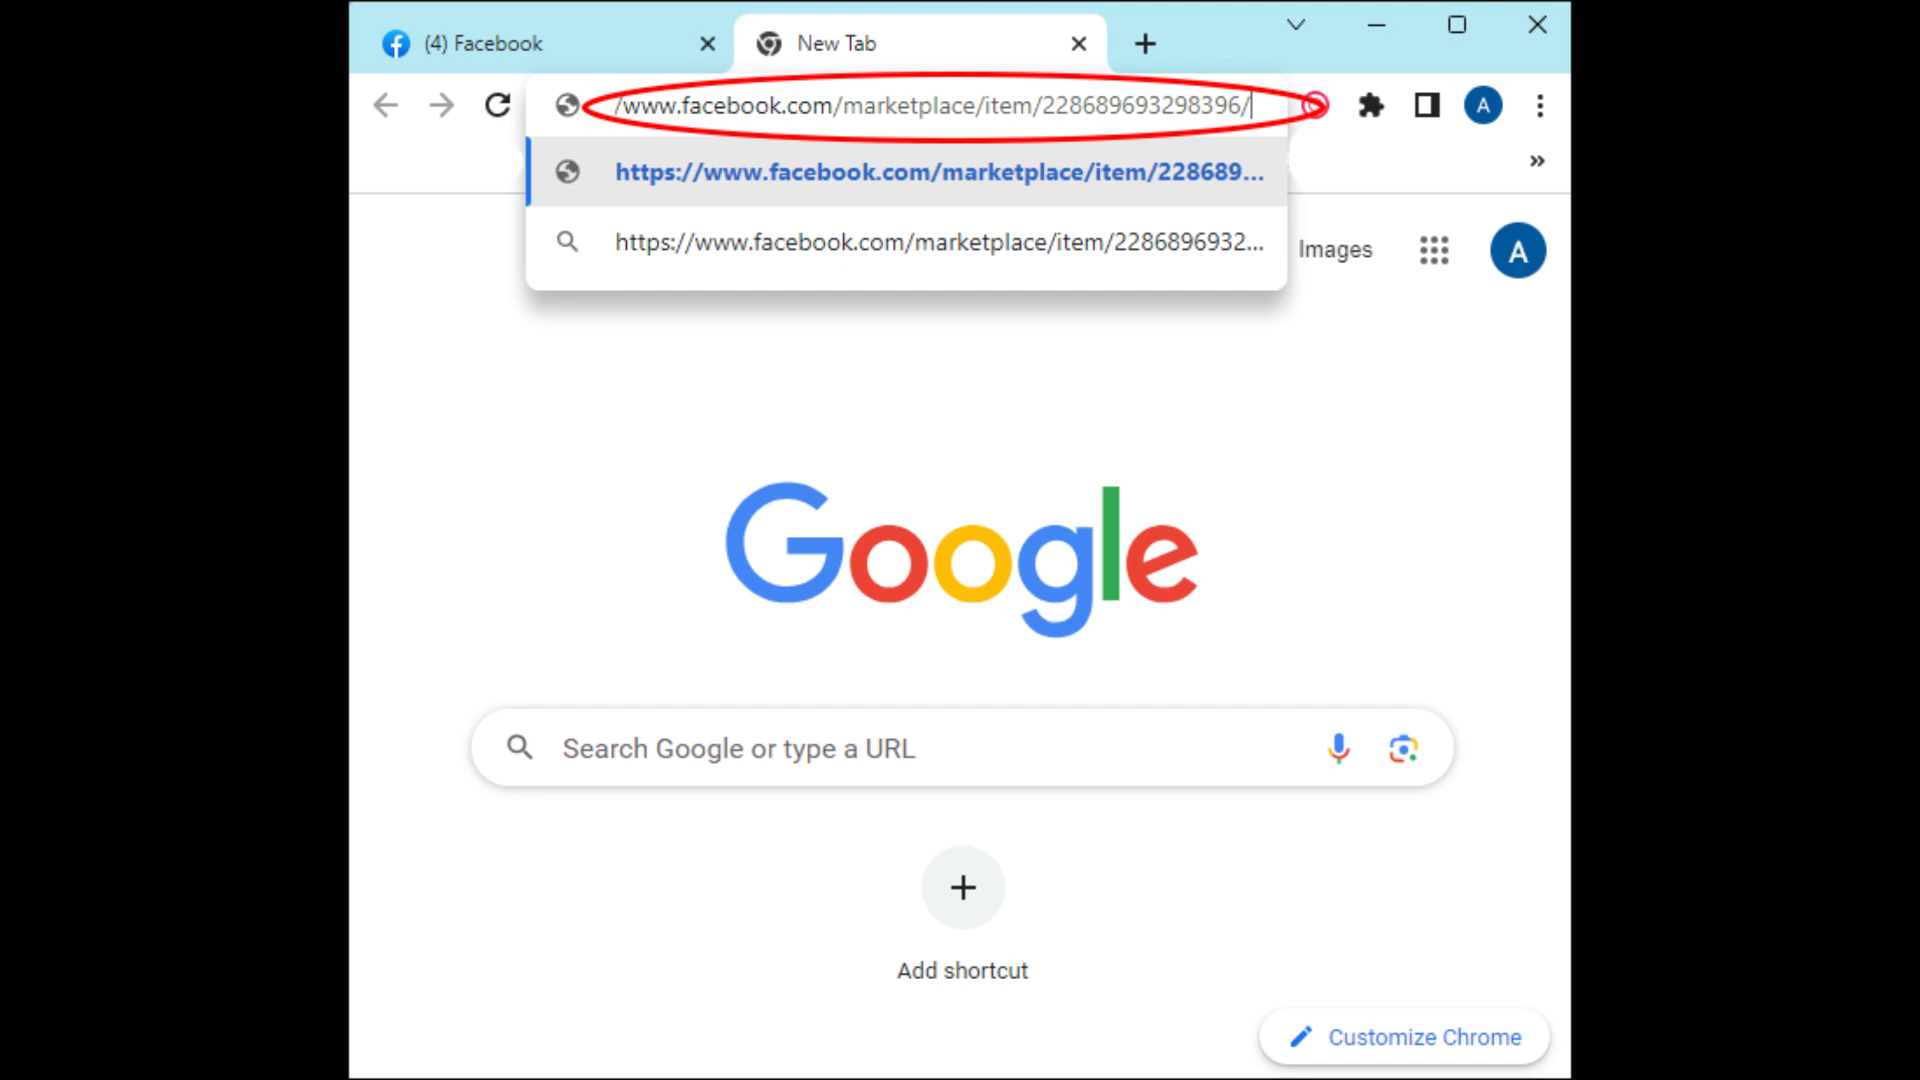 (4) Facebook
New Tab
/www.facebook.com/marketplace/item/228689693298396/
A
https://www.facebook.com/marketplace/item/228689...
https://www.facebook.com/marketplace/item/2286896932...
Images
A
Google
Search Google or type a URL
Add shortcut
Customize Chrome